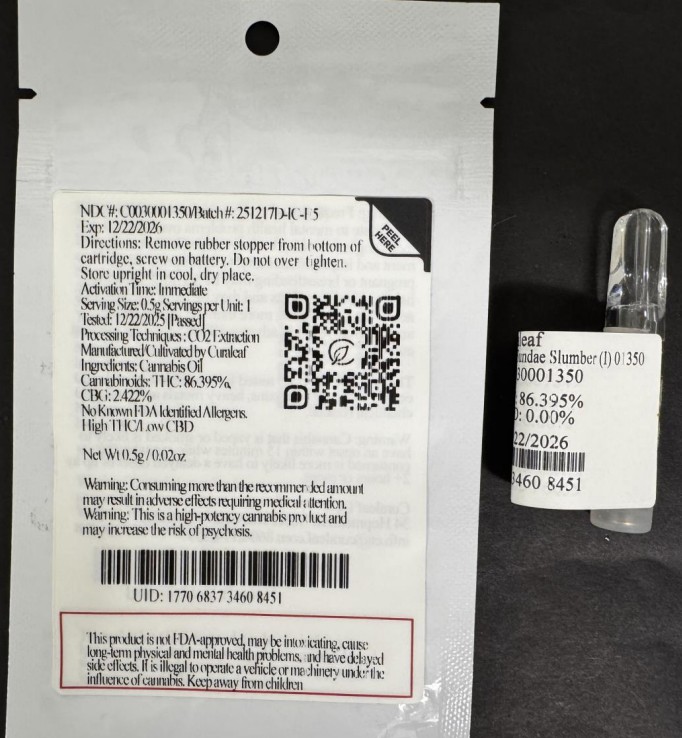 NDC#: C0030001350/Batch #: 251217D-IC-F5
Exp: 12/22/2026
Directions: Remove rubber stopper from bottom of
cartridge, screw on battery. Do not over tighten.
Store upright in cool, dry place.
Activation Time: Immediate
Serving Size: 0.5g Servings per Unit: 1
Tested: 12/22/2025 [Passed]
Processing Techniques : CO2 Extraction
Manufactured/Cultivated by Curaleaf
Ingredients: Cannabis Oil
Cannabinoids: THC: 86.395%,
CBG: 2.422%
No Known FDA Identified Allergens.
High THC/Low CBD
Net Wt 0.5g / 0.02oz
Warning: Consuming more than the recommended amount
may result in adverse effects requiring medical attention.
Warning: This is a high-potency cannabis product and
may increase the risk of psychosis.
UID: 1770 6837 3460 8451
This product is not FDA-approved, may be intoxicating, cause
long-term physical and mental health problems, and have delayed
side effects. It is illegal to operate a vehicle or machinery under the
influence of cannabis. Keep away from children
PEEL
HERE
leaf
undae Slumber (I) 01350
30001350
: 86.395%
D: 0.00%
22/2026
3460 8451